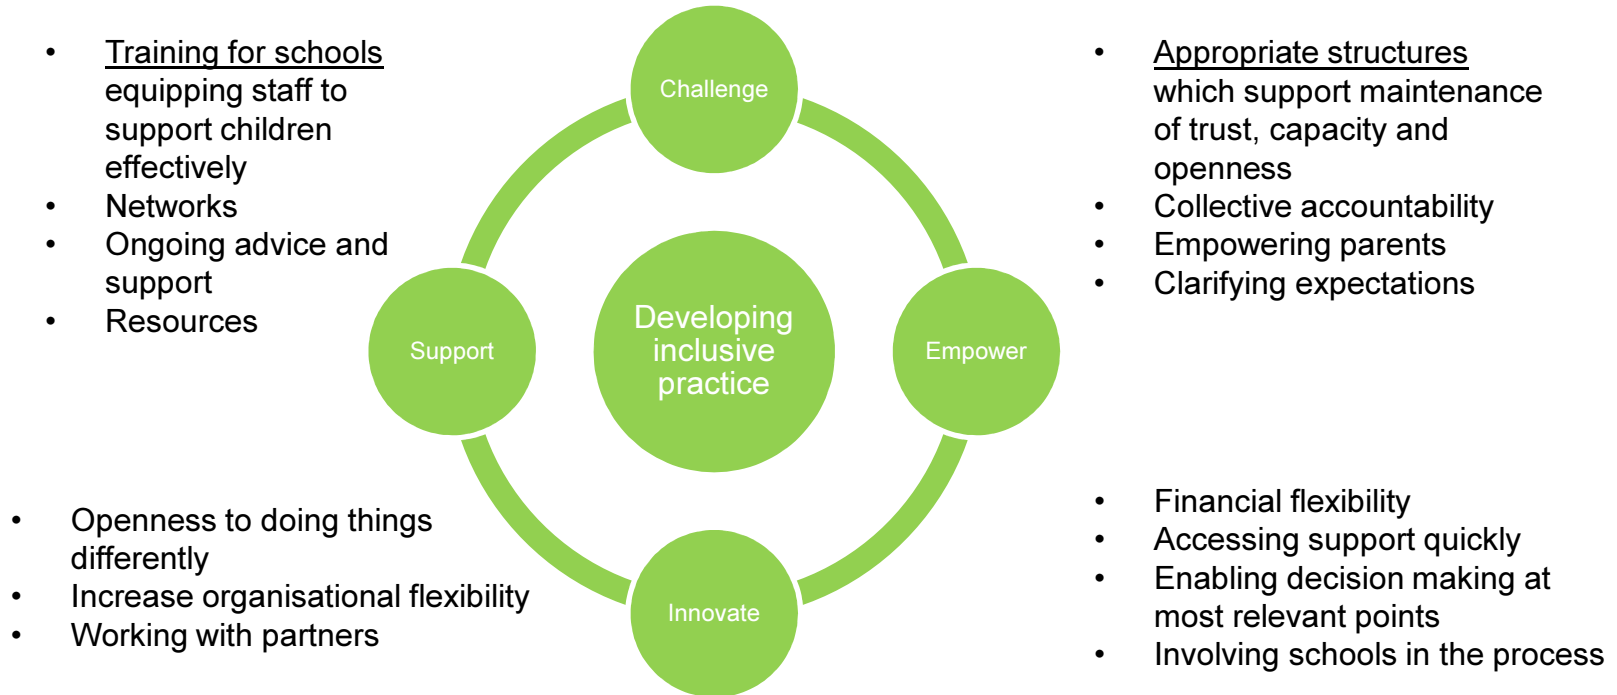 • Training for schools
equipping staff to
support children
effectively
• Networks
• Ongoing advice and
support
• Resources
Challenge
• Appropriate structures
which support maintenance
of trust, capacity and
openness
• Collective accountability
• Empowering parents
• Clarifying expectations
Support
Developing
inclusive
practice
Empower
• Openness to doing things
differently
• Increase organisational flexibility
• Working with partners
Innovate
• Financial flexibility
• Accessing support quickly
• Enabling decision making at
most relevant points
• Involving schools in the process